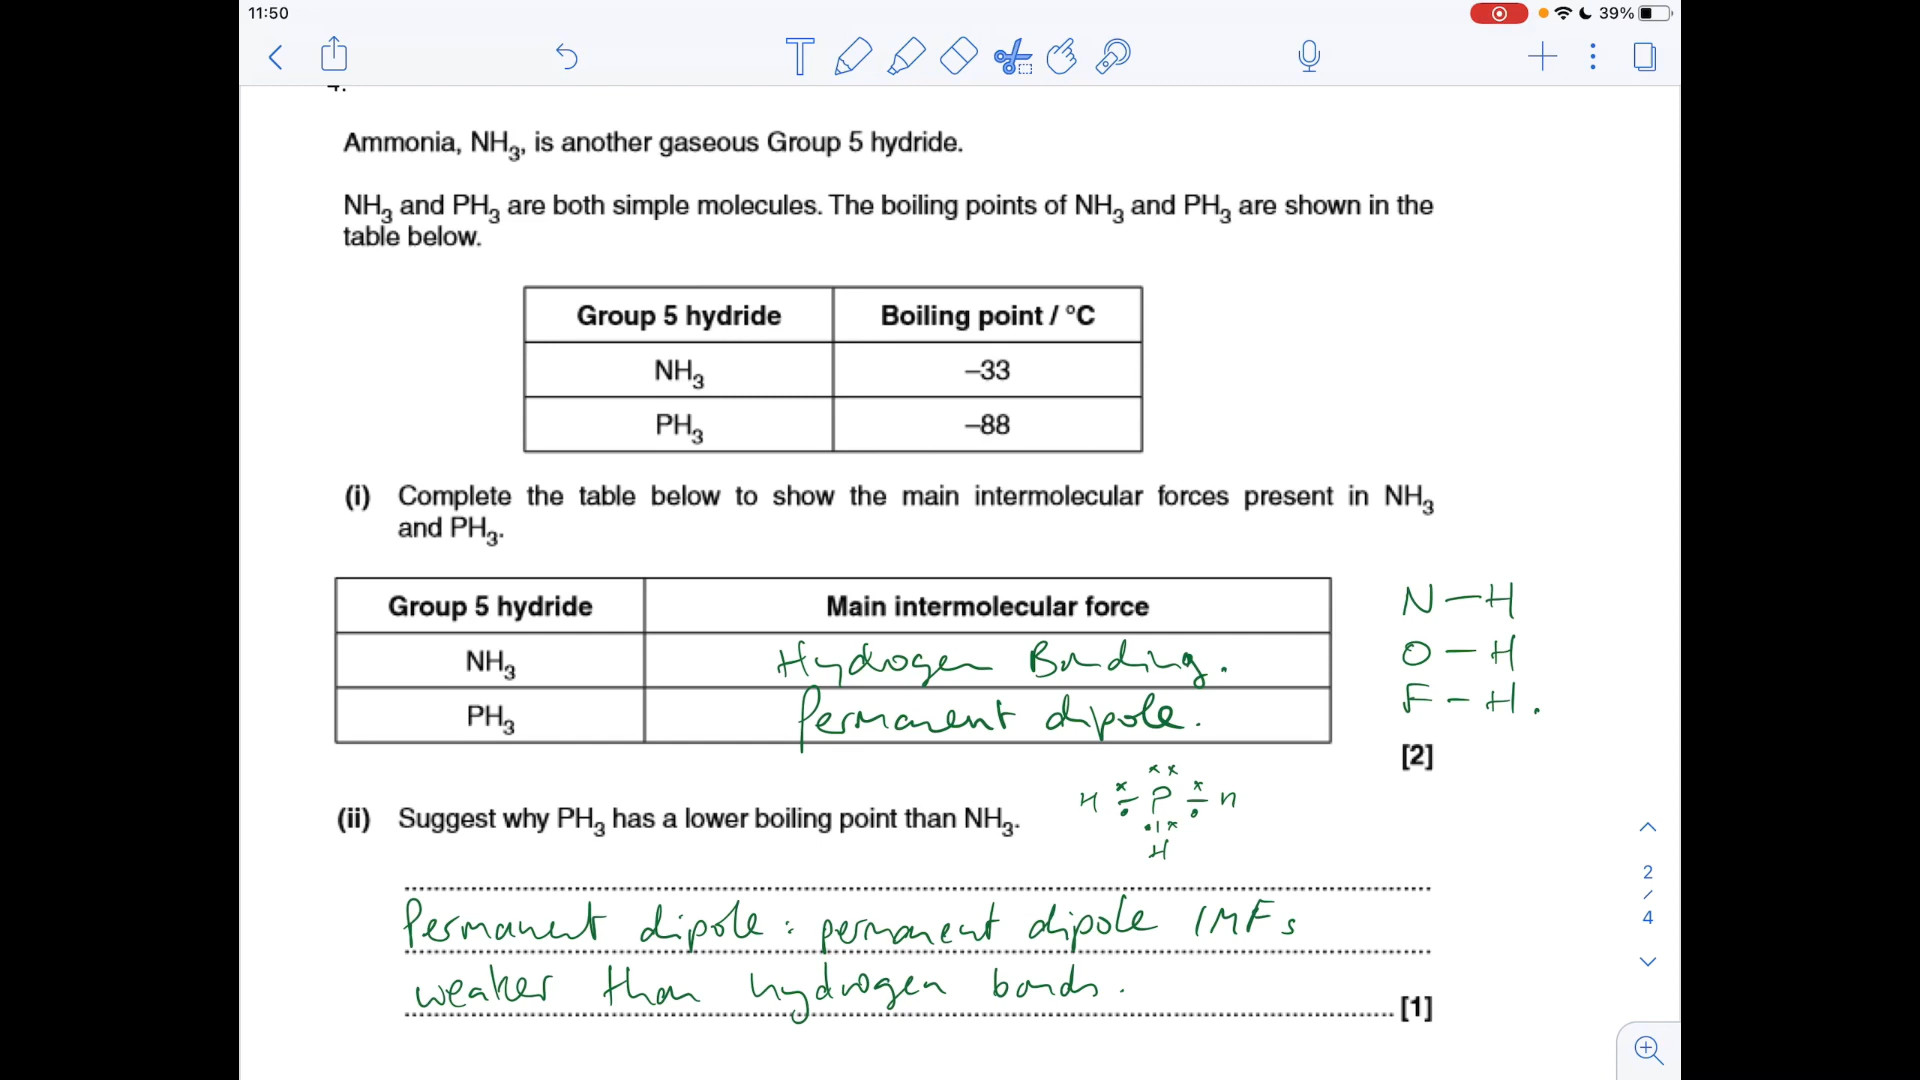 11:50
39%
4.
Ammonia, NH₃, is another gaseous Group 5 hydride.
NH₃ and PH₃ are both simple molecules. The boiling points of NH₃ and PH₃ are shown in the
table below.
Group 5 hydride Boiling point / °C
NH₃ –33
PH₃ –88
(i) Complete the table below to show the main intermolecular forces present in NH₃
and PH₃.
Group 5 hydride Main intermolecular force
NH₃ Hydrogen Bonding.
PH₃ Permanent dipole.
N — H
O — H
F — H.
[2]
(ii) Suggest why PH₃ has a lower boiling point than NH₃.
x x
H P H
H
Permanent dipole : permanent dipole IMFs
weaker than hydrogen bonds.
[1]
2
/
4